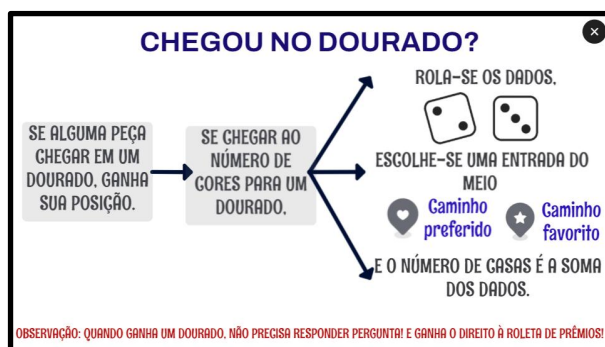 CHEGOU NO DOURADO?
SE ALGUMA PEÇA
CHEGAR EM UM
DOURADO, GANHA
SUA POSIÇÃO.
SE CHEGAR AO
NÚMERO DE
CORES PARA UM
DOURADO,
ROLA-SE OS DADOS,
ESCOLHE-SE UMA ENTRADA DO
MEIO
Caminho
preferido
Caminho
favorito
E O NÚMERO DE CASAS É A SOMA
DOS DADOS.
OBSERVAÇÃO: QUANDO GANHA UM DOURADO, NÃO PRECISA RESPONDER PERGUNTA! E GANHA O DIREITO À ROLETA DE PRÊMIOS!